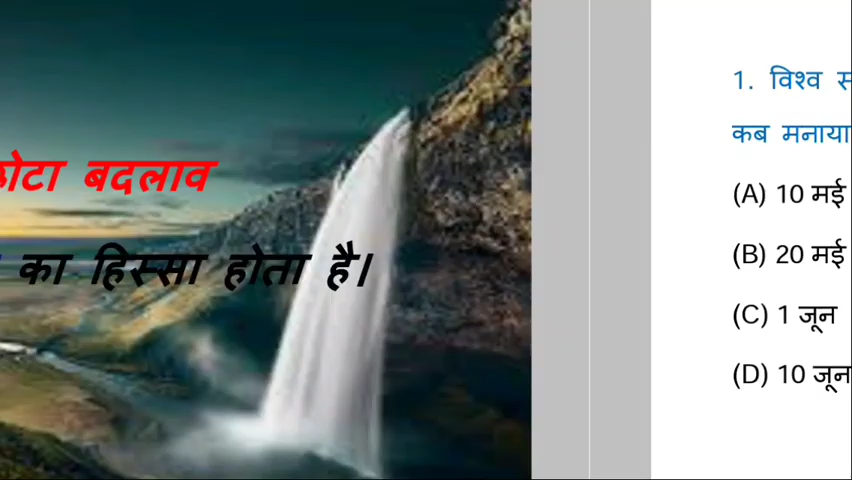 बदलाव
का हिस्सा होता है।
1. विश्व
कब मनाया
(A) 10 मई
(B) 20 मई
(C) 1 जून
(D) 10 जून